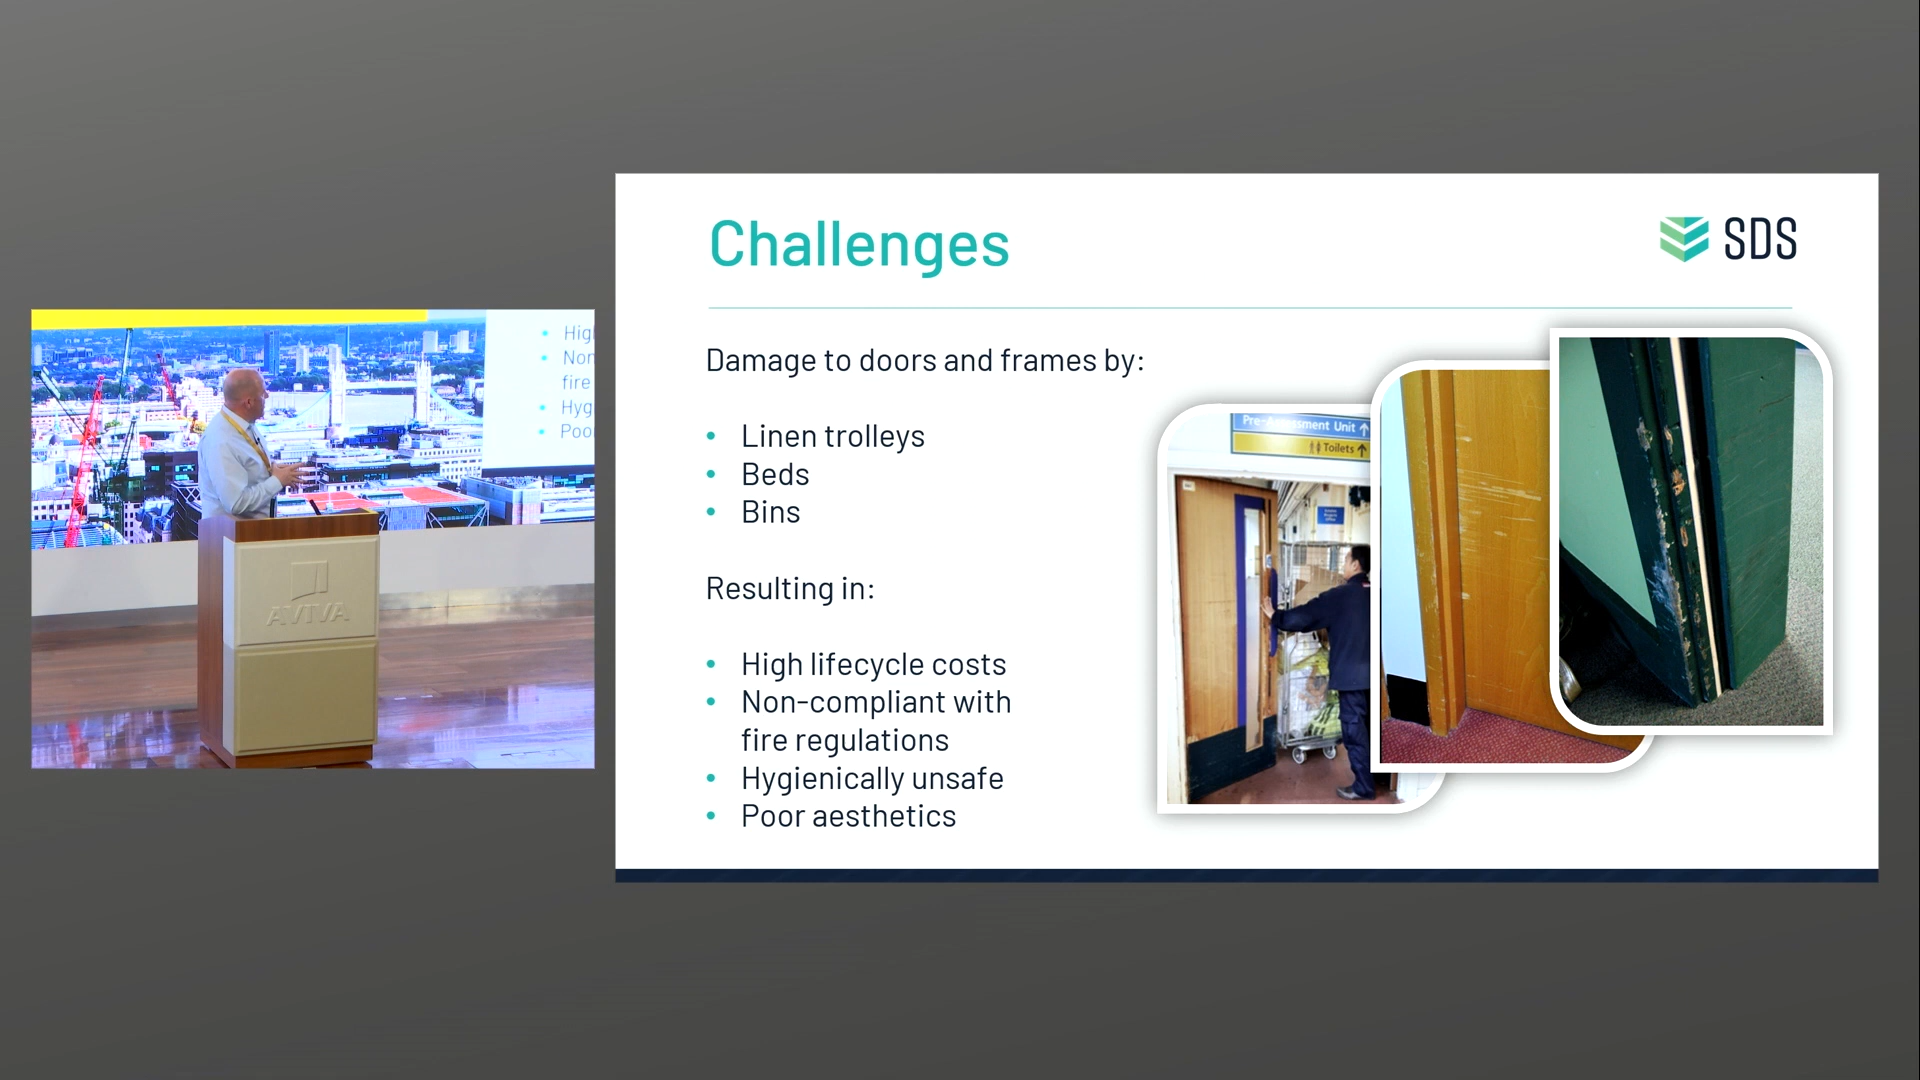 Challenges
SDS
Damage to doors and frames by:
• Linen trolleys
• Beds
• Bins
Resulting in:
• High lifecycle costs
• Non-compliant with
fire regulations
• Hygienically unsafe
• Poor aesthetics
Pre-Assessment Unit ↑
Toilets ↑
• Hig
• Non
fire
• Hyg
• Poo
AVIVA